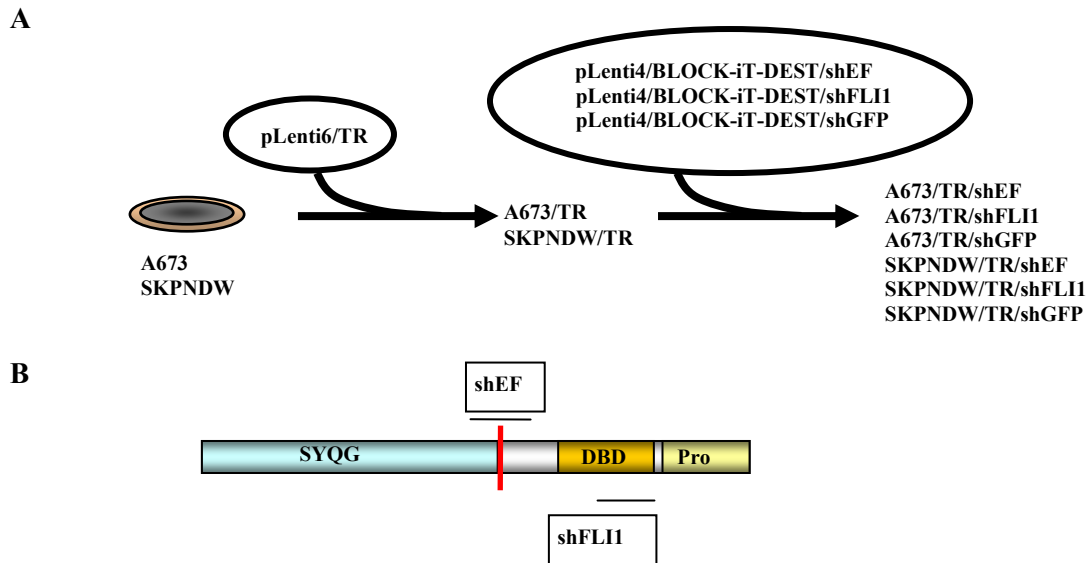 A
pLenti6/TR
pLenti4/BLOCK-iT-DEST/shEF
pLenti4/BLOCK-iT-DEST/shFLI1
pLenti4/BLOCK-iT-DEST/shGFP
A673
SKPNDW
A673/TR
SKPNDW/TR
A673/TR/shEF
A673/TR/shFLI1
A673/TR/shGFP
SKPNDW/TR/shEF
SKPNDW/TR/shFLI1
SKPNDW/TR/shGFP
B
shEF
SYQG
DBD
Pro
shFLI1